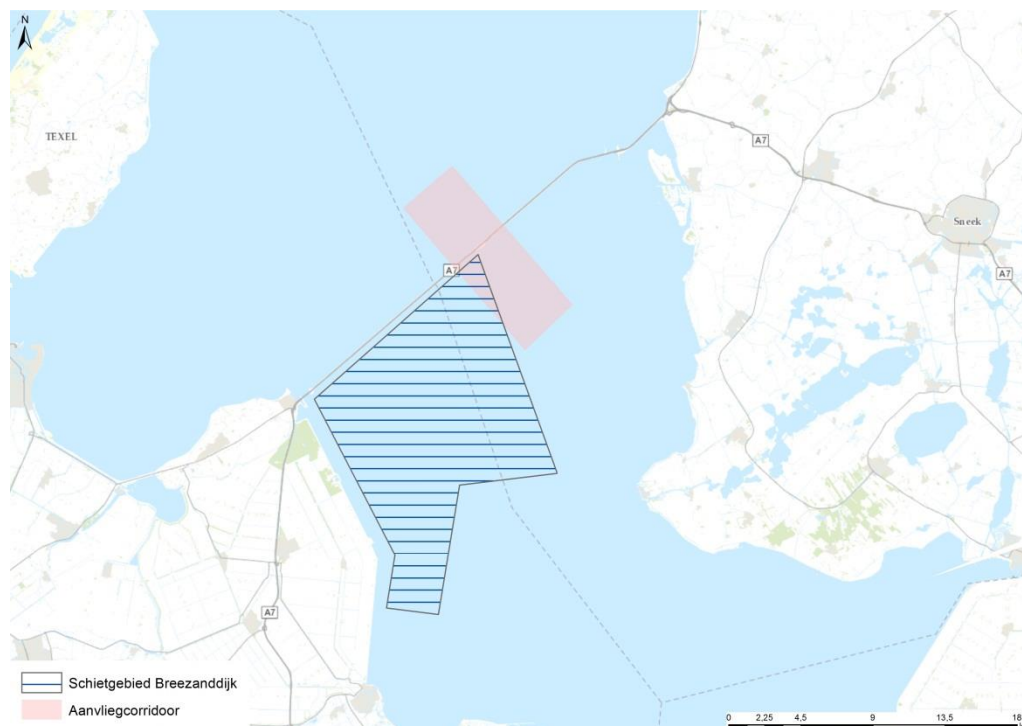 N
TEXEL
A7
Sneek
A7
A7
A7
Schietgebied Breezanddijk
Aanvliegcorridoor
0 2,25 4,5 9 13,5 18